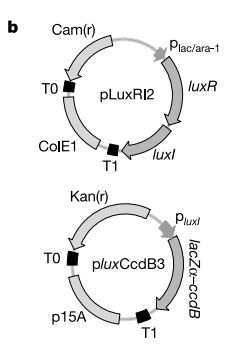 b
Cam(r)
plac/ara-1
T0
pLuxRI2
luxR
ColE1
luxI
T1
Kan(r)
pluxI
T0
pluxCcdB3
lacZα–ccdB
p15A
T1